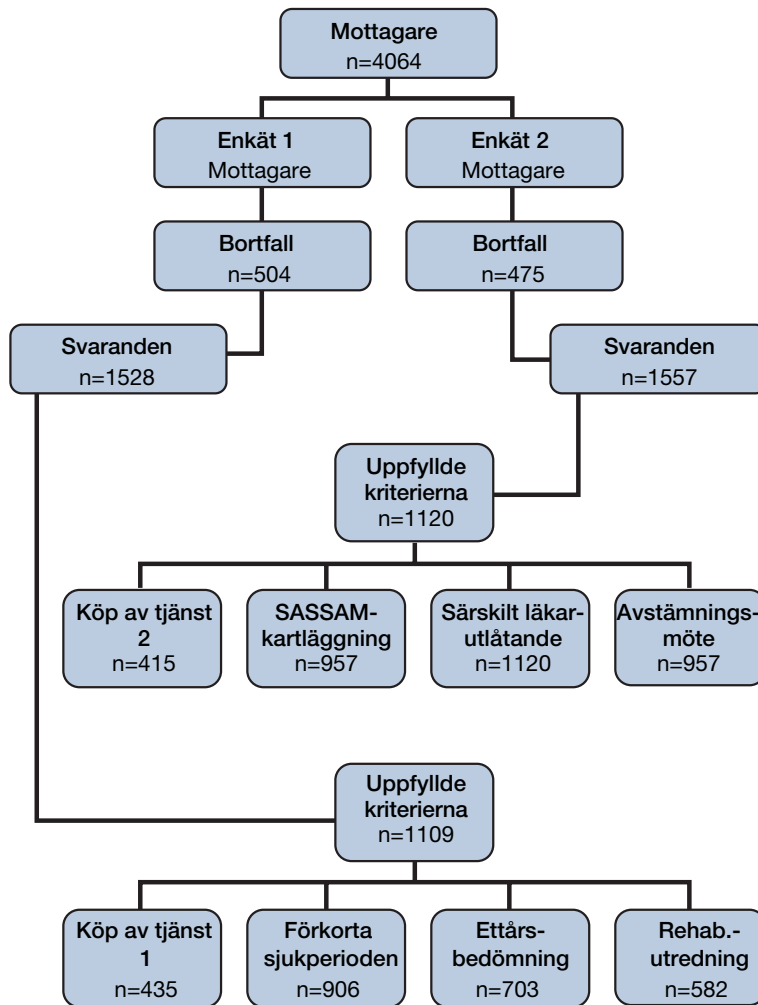 Mottagare
n=4064
Enkät 1
Mottagare
Enkät 2
Mottagare
Bortfall
n=504
Bortfall
n=475
Svaranden
n=1528
Svaranden
n=1557
Uppfyllde
kriterierna
n=1120
Köp av tjänst
2
n=415
SASSAM-
kartläggning
n=957
Särskilt läkar-
utlåtande
n=1120
Avstämnings-
möte
n=957
Uppfyllde
kriterierna
n=1109
Köp av tjänst
1
n=435
Förkorta
sjukperioden
n=906
Ettårs-
bedömning
n=703
Rehab.-
utredning
n=582